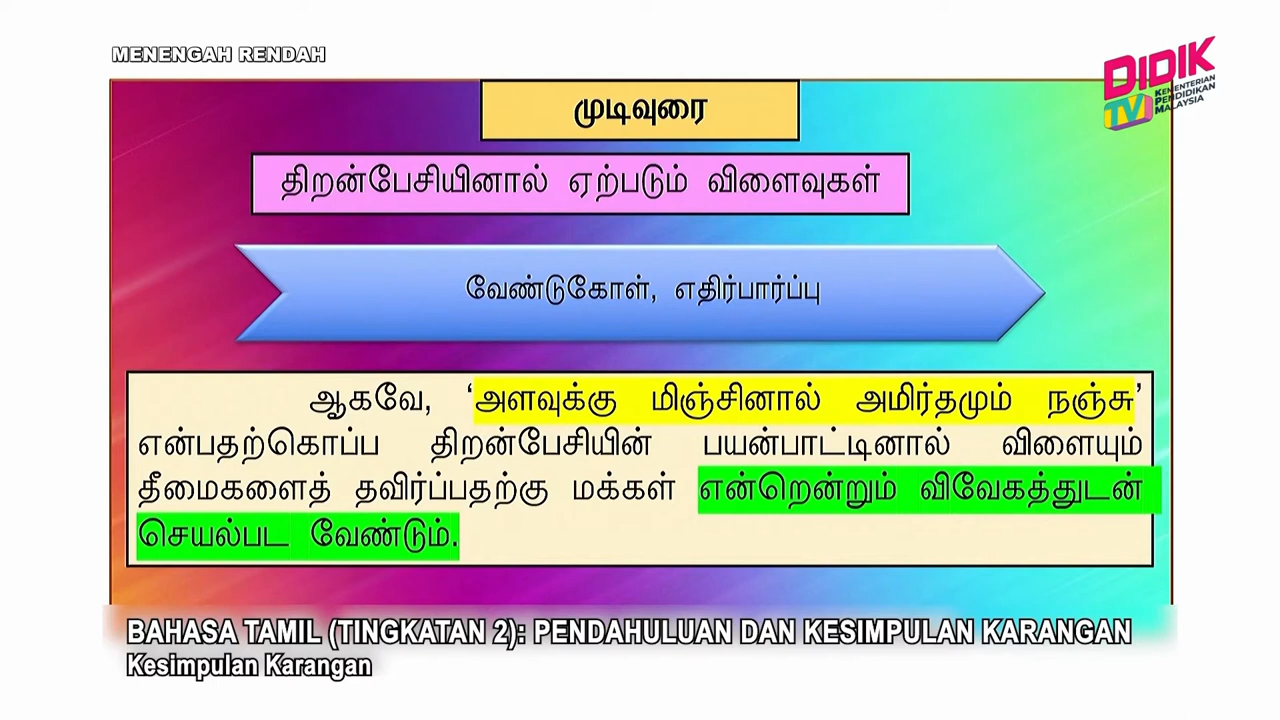 MENENGAH RENDAH
DIDIK
TV
KEMENTERIAN
PENDIDIKAN
MALAYSIA
முடிவுரை
திறன்பேசியினால் ஏற்படும் விளைவுகள்
வேண்டுகோள், எதிர்பார்ப்பு
ஆகவே, ‘அளவுக்கு மிஞ்சினால் அமிர்தமும் நஞ்சு’
என்பதற்கொப்ப திறன்பேசியின் பயன்பாட்டினால் விளையும்
தீமைகளைத் தவிர்ப்பதற்கு மக்கள் என்றென்றும் விவேகத்துடன்
செயல்பட வேண்டும்.
BAHASA TAMIL (TINGKATAN 2): PENDAHULUAN DAN KESIMPULAN KARANGAN
Kesimpulan Karangan